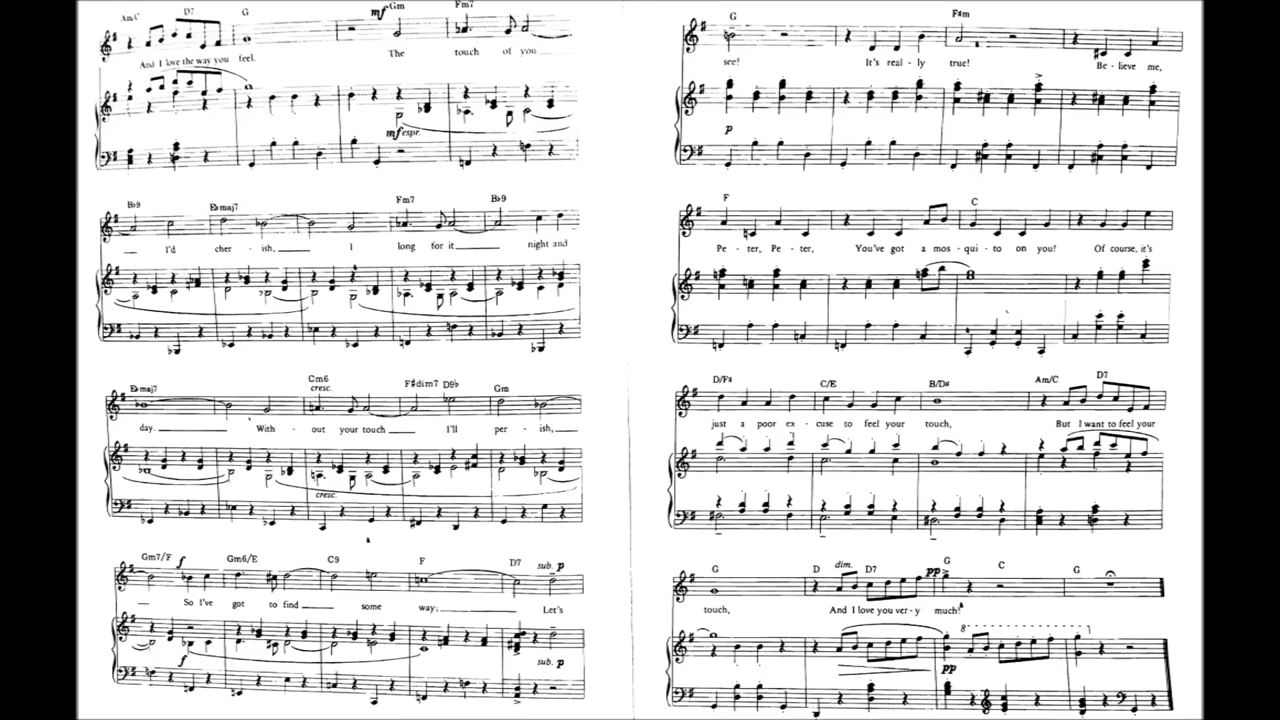 Am/C D7 G mf Gm Fm7
And I love the way you feel. The touch of you
mf espr.
B♭9 E♭maj7 Fm7 B♭9
I'd cher - ish, I long for it night and
E♭maj7 Cm6 cresc. F♯dim7 D9♭ Gm
day. With - out your touch I'll per - ish,
cresc.
Gm7/F f Gm6/E C9 F D7 sub. p
So I've got to find some way; Let's
f sub. p
G F♯m
see! It's real - ly true! Be - lieve me,
p
F C
Pe - ter, Pe - ter, You've got a mos - qui - to on you! Of course, it's
D/F♯ C/E B/D♯ Am/C D7
just a poor ex - cuse to feel your touch, But I want to feel your
G D dim. D7 pp G C G
touch, And I love you ver - y much!
8
pp